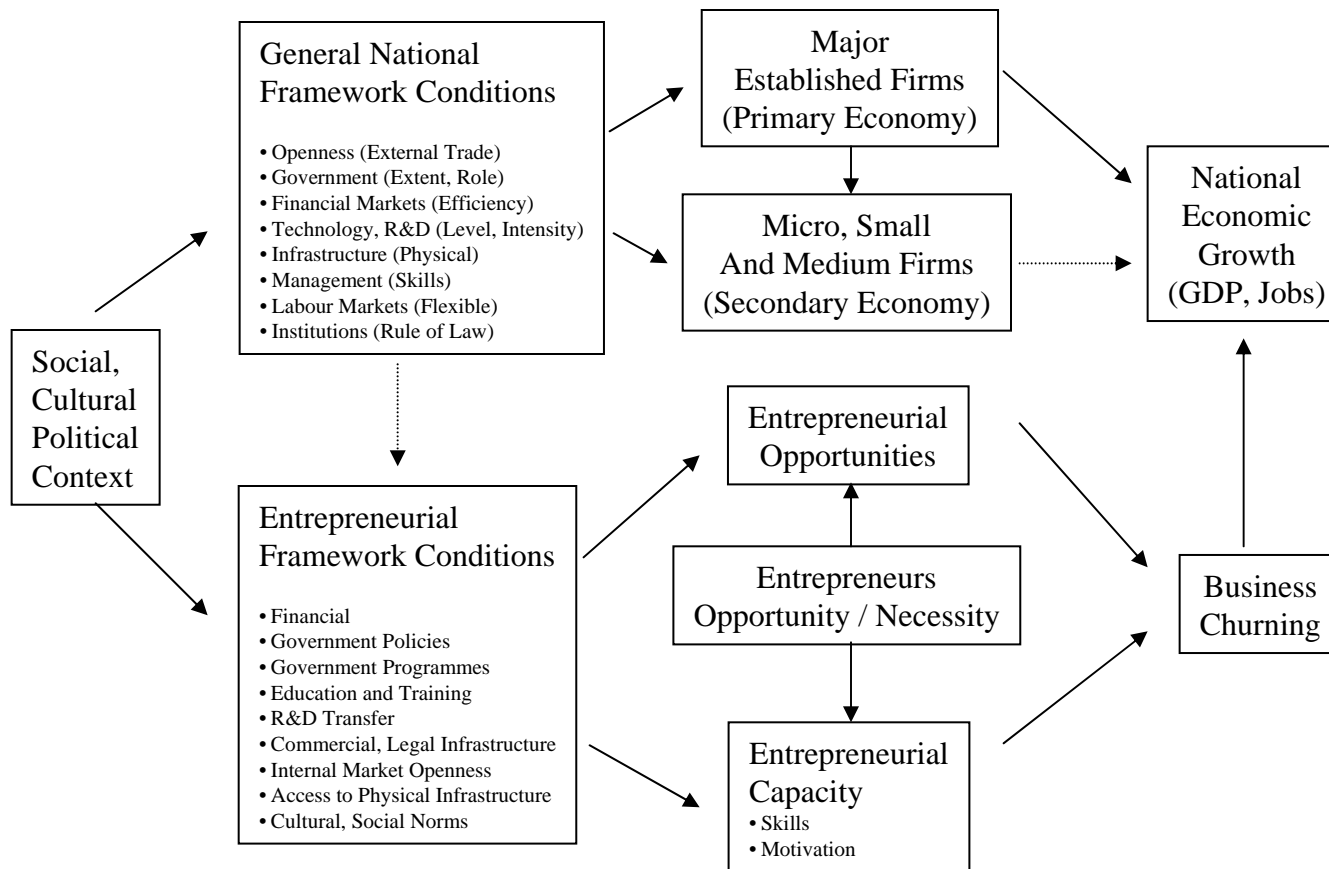 General National
Framework Conditions
• Openness (External Trade)
• Government (Extent, Role)
• Financial Markets (Efficiency)
• Technology, R&D (Level, Intensity)
• Infrastructure (Physical)
• Management (Skills)
• Labour Markets (Flexible)
• Institutions (Rule of Law)
Major
Established Firms
(Primary Economy)
Micro, Small
And Medium Firms
(Secondary Economy)
National
Economic
Growth
(GDP, Jobs)
Social,
Cultural
Political
Context
Entrepreneurial
Framework Conditions
• Financial
• Government Policies
• Government Programmes
• Education and Training
• R&D Transfer
• Commercial, Legal Infrastructure
• Internal Market Openness
• Access to Physical Infrastructure
• Cultural, Social Norms
Entrepreneurial
Opportunities
Entrepreneurs
Opportunity / Necessity
Entrepreneurial
Capacity
• Skills
• Motivation
Business
Churning